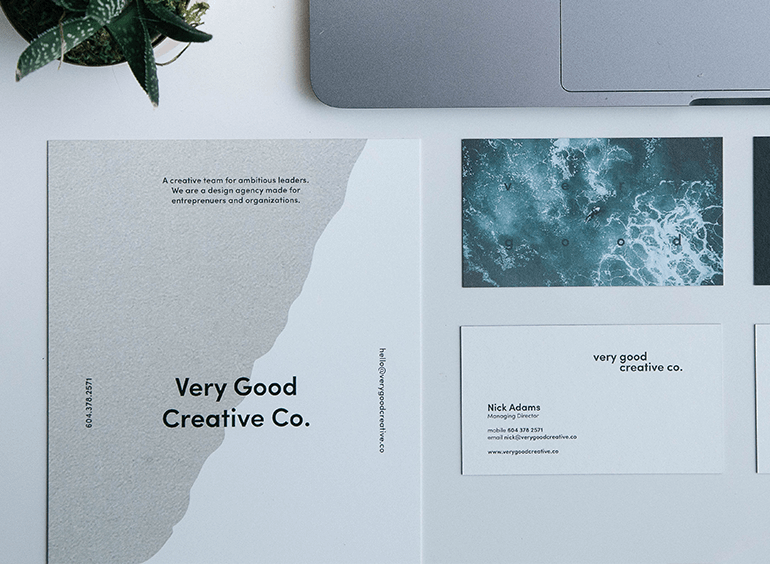 A creative team for ambitious leaders.
We are a design agency made for
entreprenuers and organizations.
604.378.2571
Very Good
Creative Co.
hello@verygoodcreative.co
v e r y
g o o d
very good
creative co.
Nick Adams
Managing Director
mobile 604 378 2571
email nick@verygoodcreative.co
www.verygoodcreative.co